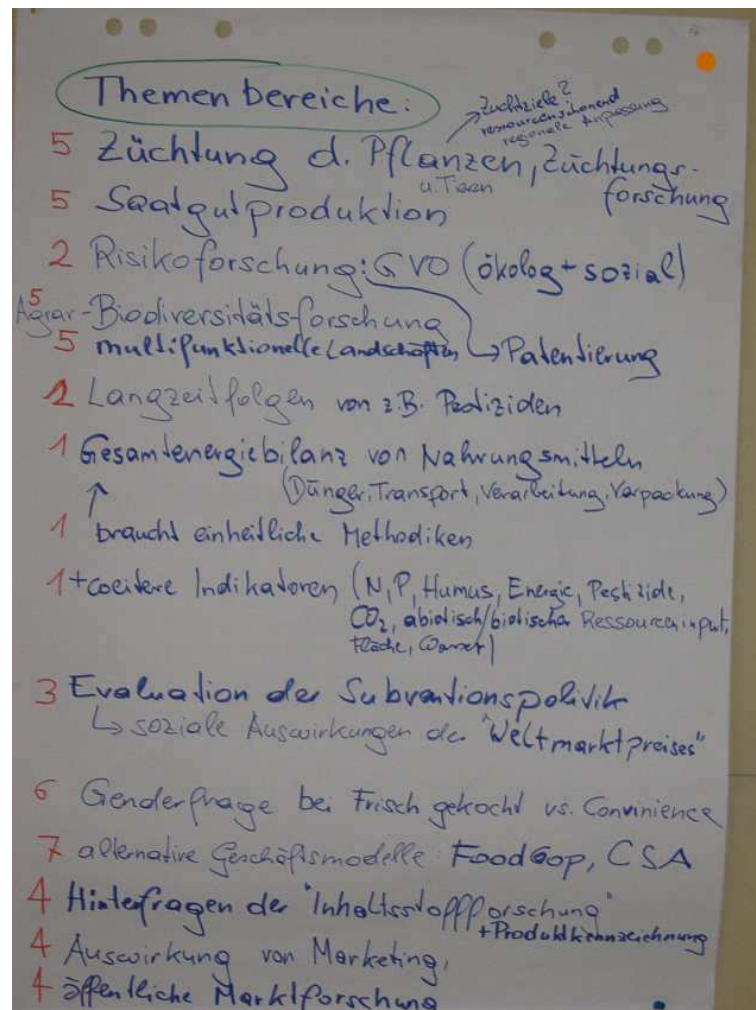 Themenbereiche:
Zuchtziele?
ressourcenschonend
regionale Anpassung
5 Züchtung d. Pflanzen, Züchtungs-
u. Tieren
forschung
5 Saatgutproduktion
2 Risikoforschung: GVO (ökolog + sozial)
5
Agrar-Biodiversitäts-forschung
5 multifunktionelle Landschaften → Patentierung
2 Langzeitfolgen von z.B. Pestiziden
1 Gesamtenergiebilanz von Nahrungsmitteln
(Dünger, Transport, Verarbeitung, Verpackung)
1 braucht einheitliche Methodiken
1 + weitere Indikatoren (N, P, Humus, Energie, Pestizide,
CO₂, abiotisch/biotischer Ressourceninput,
Fläche, Wasser)
3 Evaluation der Subventionspolitik
↳ soziale Auswirkungen des "Weltmarktpreises"
6 Genderfrage bei Frisch gekocht vs. Convinience
7 alternative Geschäftsmodelle: FoodCoop, CSA
4 Hinterfragen der "Inhaltsstoffforschung"
+ Produktkennzeichnung
4 Auswirkung von Marketing,
4 öffentliche Marktforschung